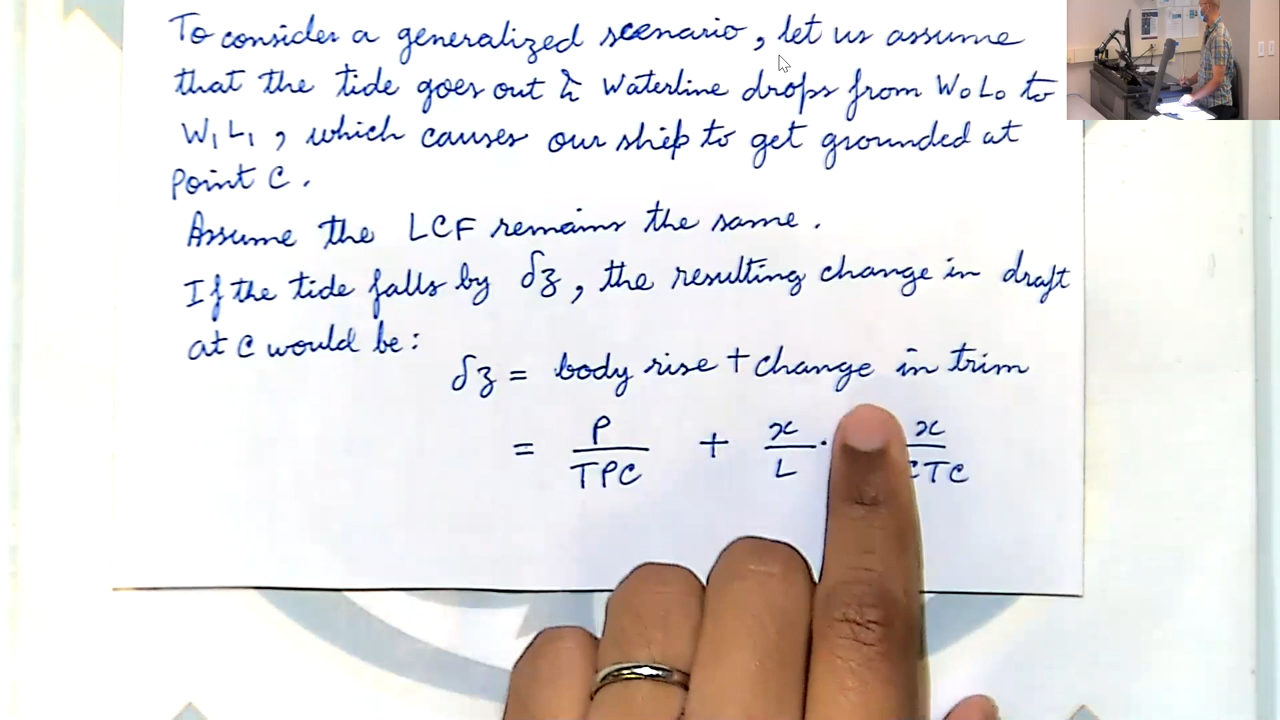 To consider a generalized scenario, let us assume
that the tide goes out & Waterline drops from W₀L₀ to
W₁L₁, which causes our ship to get grounded at
Point C.
Assume the LCF remains the same.
If the tide falls by δz, the resulting change in draft
at C would be:
δz = body rise + change in trim
= P/TPC + x/L · x/CTC